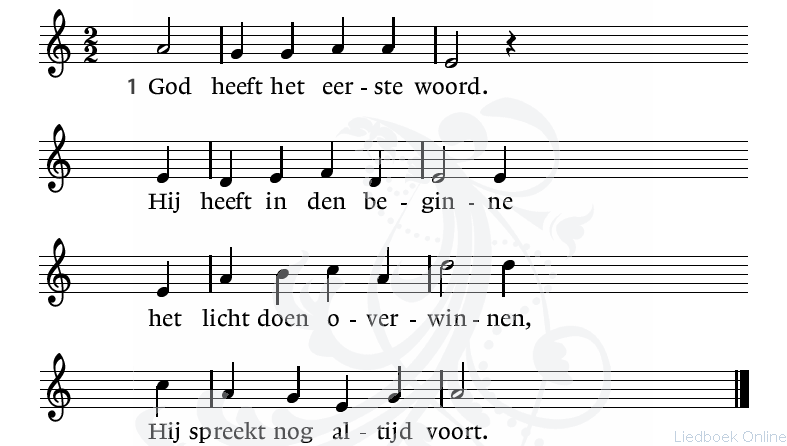 1 God heeft het eer - ste woord.
Hij heeft in den be - gin - ne
het licht doen o - ver - win - nen,
Hij spreekt nog al - tijd voort.
Liedboek Online